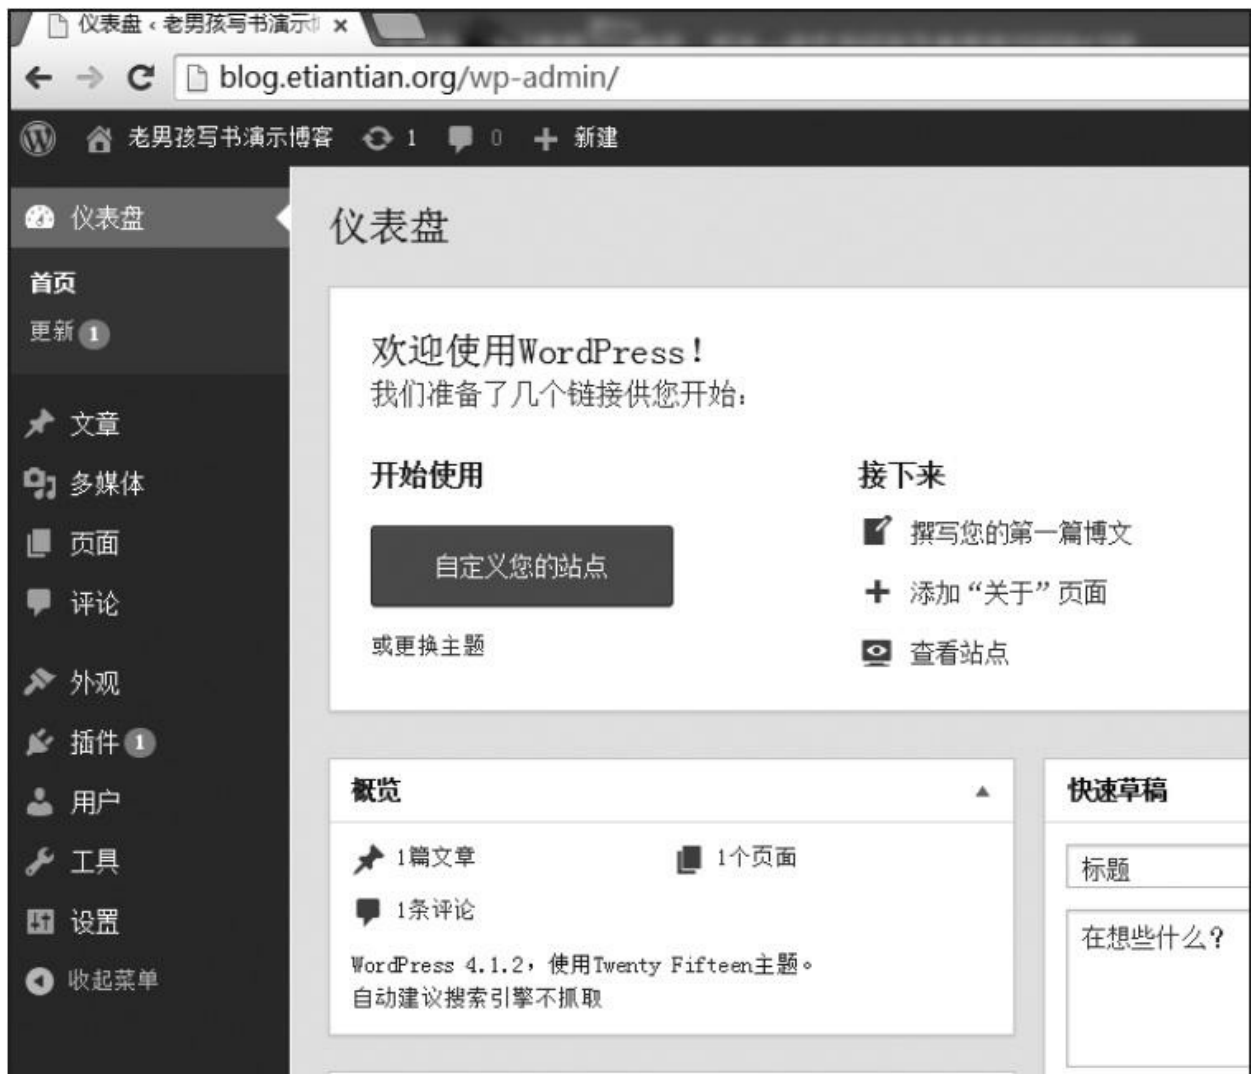 仪表盘 ‹ 老男孩写书演示
blog.etiantian.org/wp-admin/
老男孩写书演示博客 1 0 新建
仪表盘
首页
更新 1
文章
多媒体
页面
评论
外观
插件 1
用户
工具
设置
收起菜单
仪表盘
欢迎使用WordPress！
我们准备了几个链接供您开始：
开始使用
自定义您的站点
或更换主题
接下来
撰写您的第一篇博文
添加“关于”页面
查看站点
概览
1篇文章
1个页面
1条评论
WordPress 4.1.2，使用Twenty Fifteen主题。
自动建议搜索引擎不抓取
快速草稿
标题
在想些什么？